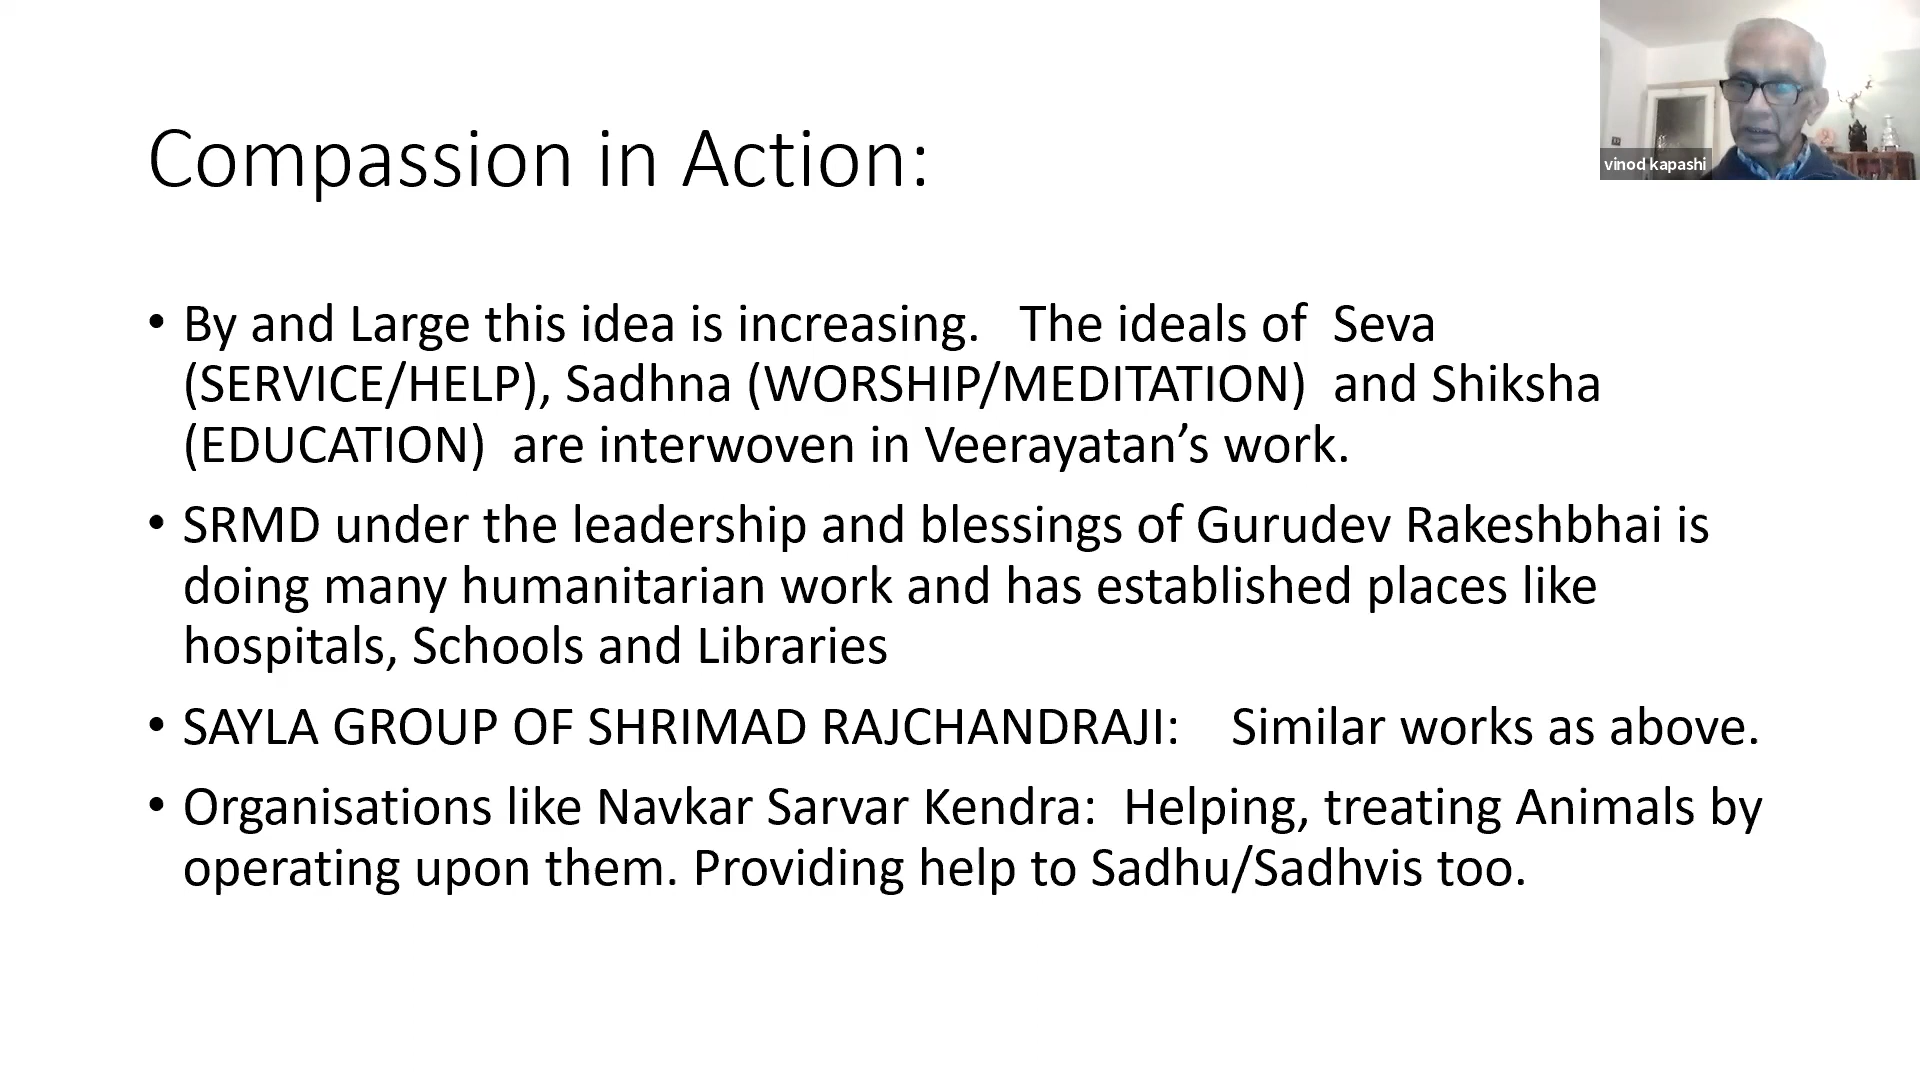 Compassion in Action:
• By and Large this idea is increasing.   The ideals of  Seva
(SERVICE/HELP), Sadhna (WORSHIP/MEDITATION)  and Shiksha
(EDUCATION)  are interwoven in Veerayatan’s work.
• SRMD under the leadership and blessings of Gurudev Rakeshbhai is
doing many humanitarian work and has established places like
hospitals, Schools and Libraries
• SAYLA GROUP OF SHRIMAD RAJCHANDRAJI:    Similar works as above.
• Organisations like Navkar Sarvar Kendra:  Helping, treating Animals by
operating upon them. Providing help to Sadhu/Sadhvis too.
vinod kapashi